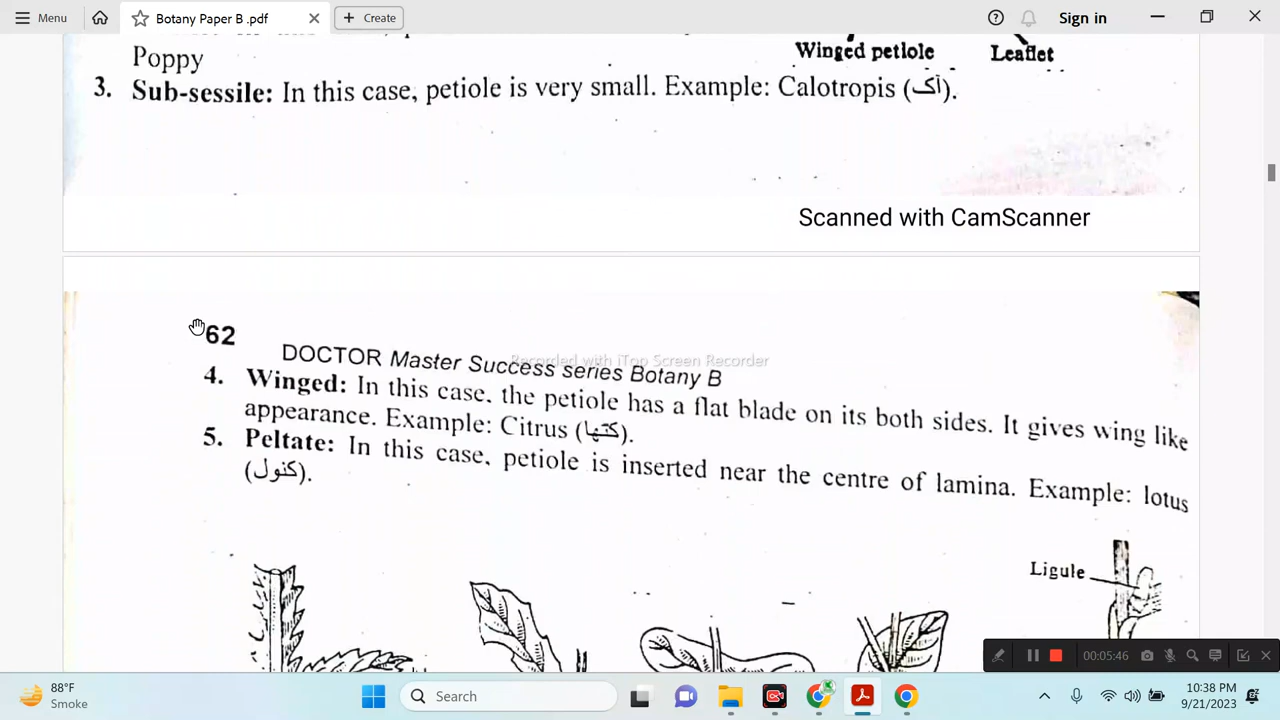 Menu
Botany Paper B .pdf
Create
Sign in
Poppy
Winged petiole
Leaflet
3. Sub-sessile: In this case, petiole is very small. Example: Calotropis (آک).
Scanned with CamScanner
62
DOCTOR Master Success series Botany B
Recorded with iTop Screen Recorder
4. Winged: In this case, the petiole has a flat blade on its both sides. It gives wing like
appearance. Example: Citrus (کتھا).
5. Peltate: In this case, petiole is inserted near the centre of lamina. Example: lotus
(کنول).
Ligule
00:05:46
88°F
Smoke
Search
10:38 PM
9/21/2023